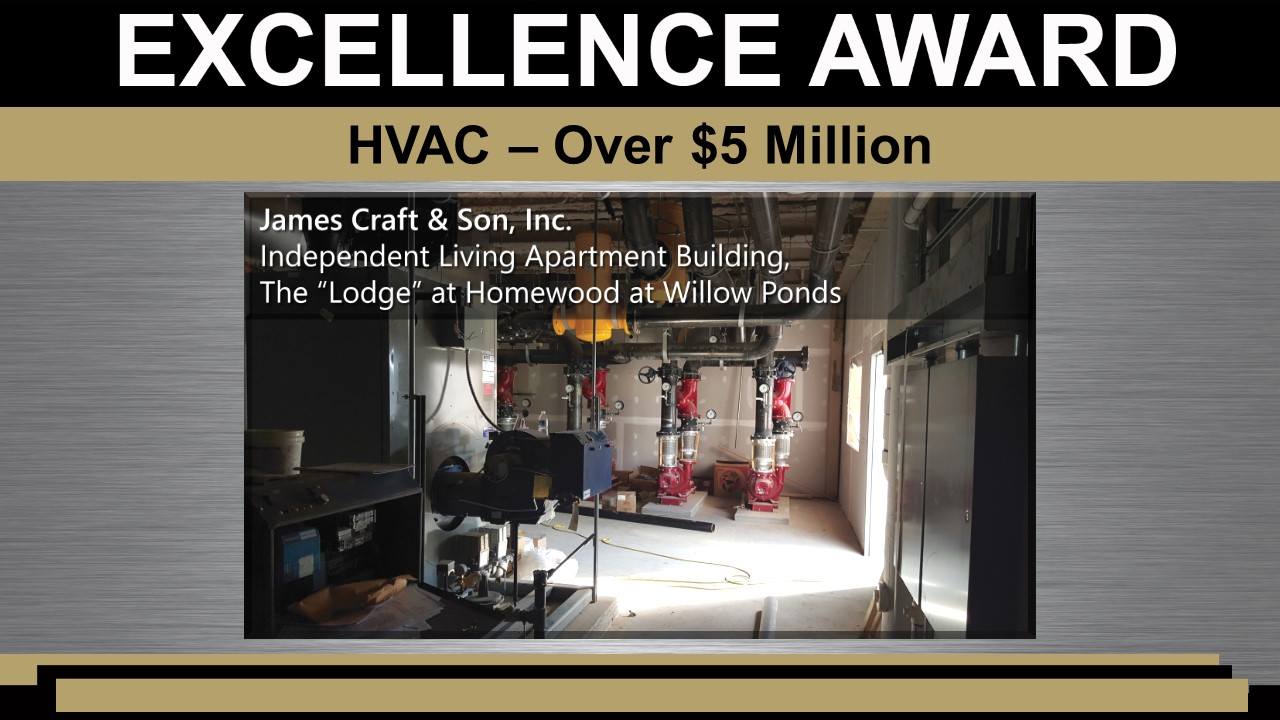 EXCELLENCE AWARD
HVAC – Over $5 Million
James Craft & Son, Inc.
Independent Living Apartment Building,
The “Lodge” at Homewood at Willow Ponds